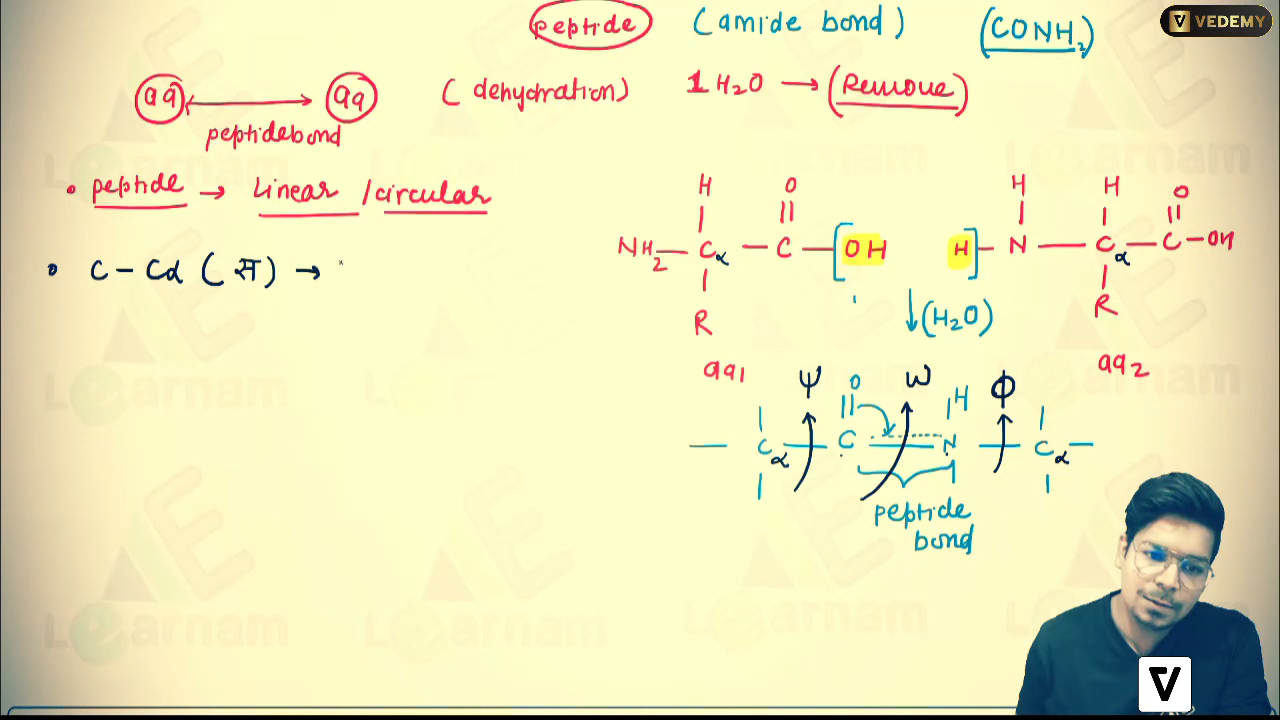 peptide (amide bond) (CONH2)
VEDEMY
aa aa (dehydration) 1 H2O → (Remove)
peptidebond
• peptide → Linear / circular
H O H H O
NH2 — Cα — C — [OH H] — N — Cα — C — OH
R R
• C - Cα (स) →
↓ (H2O)
aa1 aa2
ψ O ω H Φ
— Cα — C N — Cα —
peptide
bond
Learnam